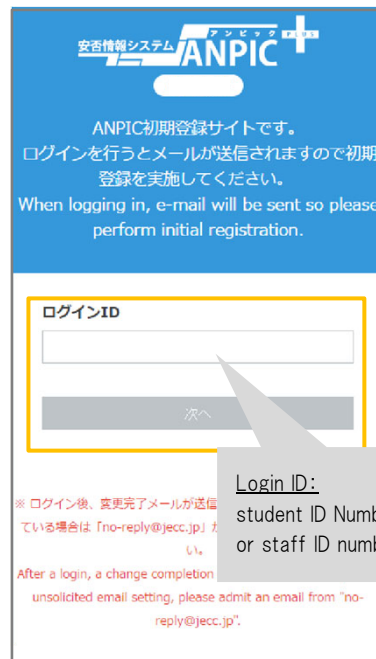 アンピック PLUS
安否情報システム ANPIC
ANPIC初期登録サイトです。
ログインを行うとメールが送信されますので初期
登録を実施してください。
When logging in, e-mail will be sent so please
perform initial registration.
ログインID
次へ
Login ID:
student ID Numb
or staff ID numb
※ ログイン後、変更完了メールが送信
ている場合は「no-reply@jecc.jp」か
い。
After a login, a change completion
unsolicited email setting, please admit an email from "no-
reply@jecc.jp".